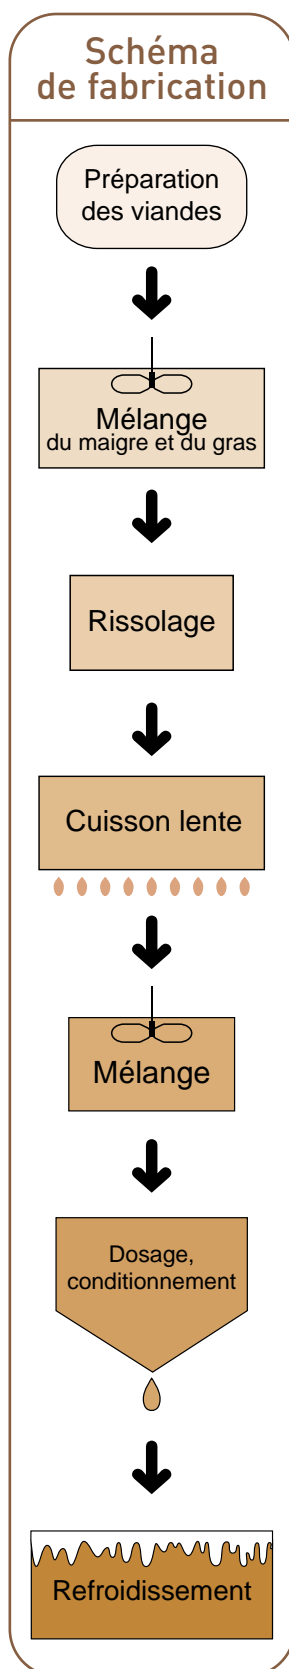 Schéma
de fabrication
Préparation
des viandes
Mélange
du maigre et du gras
Rissolage
Cuisson lente
Mélange
Dosage,
conditionnement
Refroidissement